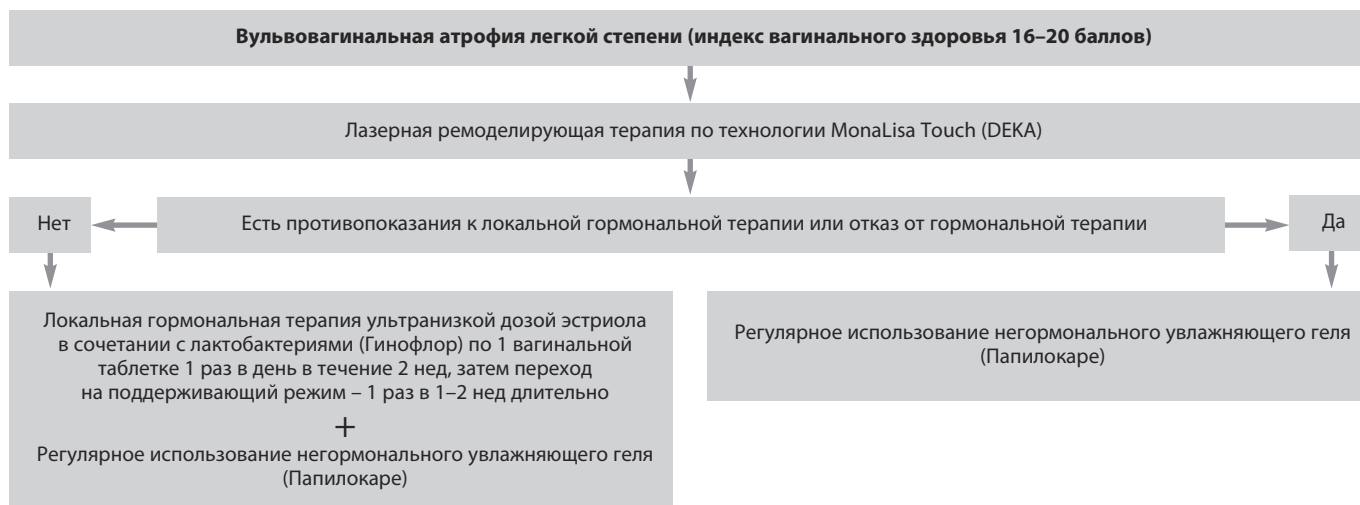 Вульвовагинальная атрофия легкой степени (индекс вагинального здоровья 16–20 баллов)
Лазерная ремоделирующая терапия по технологии MonaLisa Touch (DEKA)
Нет
Есть противопоказания к локальной гормональной терапии или отказ от гормональной терапии
Да
Локальная гормональная терапия ультранизкой дозой эстриола
в сочетании с лактобактериями (Гинофлор) по 1 вагинальной
таблетке 1 раз в день в течение 2 нед, затем переход
на поддерживающий режим – 1 раз в 1–2 нед длительно
+
Регулярное использование негормонального увлажняющего геля
(Папилокаре)
Регулярное использование негормонального увлажняющего геля
(Папилокаре)